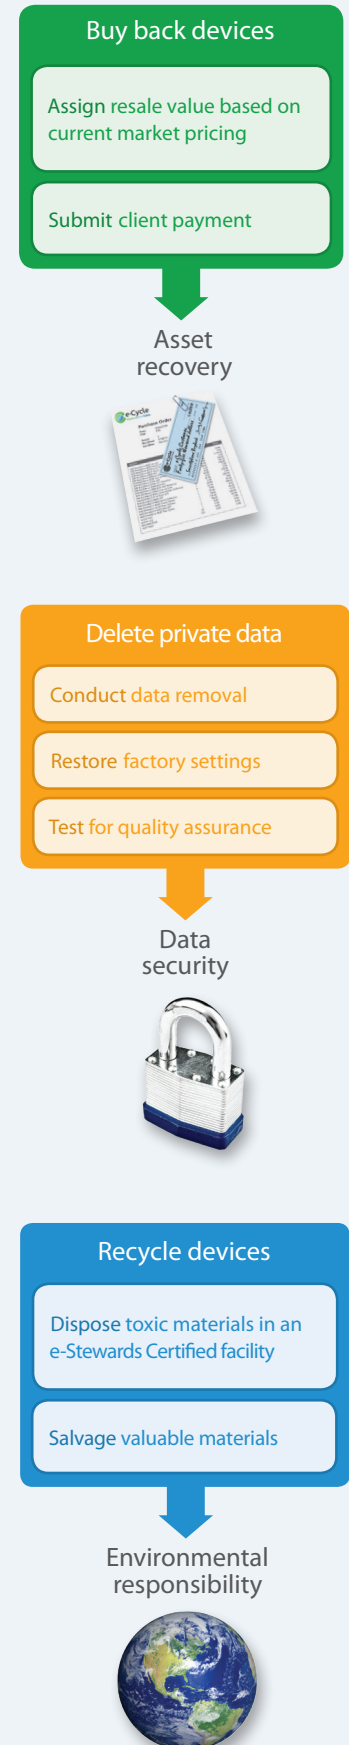 Buy back devices
Assign resale value based on
current market pricing
Submit client payment
Asset
recovery
e-Cycle
Purchase Order
Delete private data
Conduct data removal
Restore factory settings
Test for quality assurance
Data
security
Recycle devices
Dispose toxic materials in an
e-Stewards Certified facility
Salvage valuable materials
Environmental
responsibility